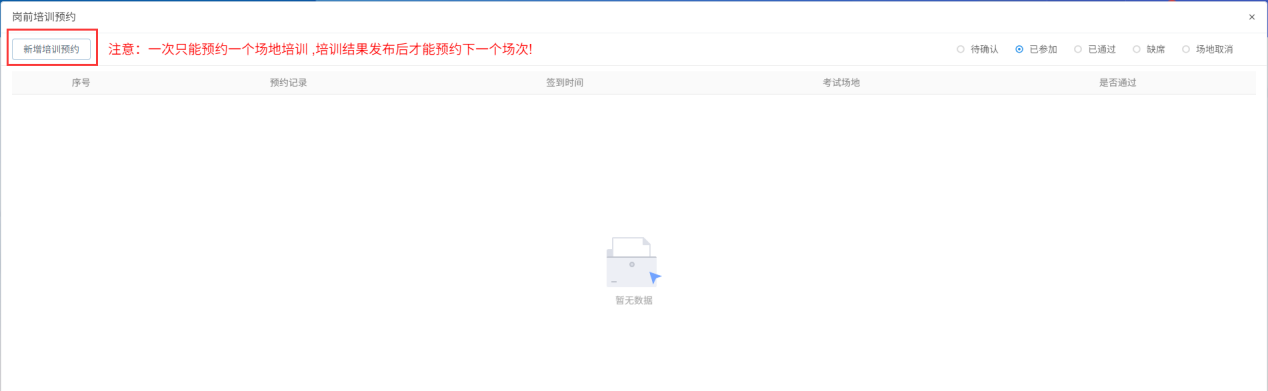 岗前培训预约
×
新增培训预约 注意：一次只能预约一个场地培训 ,培训结果发布后才能预约下一个场次! 待确认 已参加 已通过 缺席 场地取消
序号 预约记录 签到时间 考试场地 是否通过
暂无数据